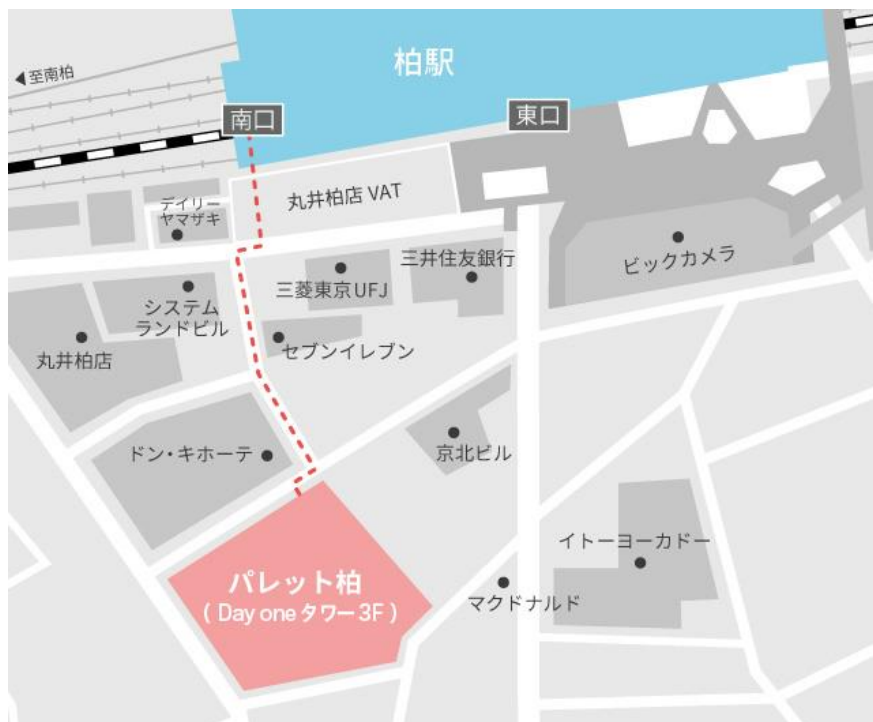 柏駅
◀至南柏
南口
東口
丸井柏店 VAT
デイリー
ヤマザキ
三井住友銀行
ビックカメラ
三菱東京UFJ
システム
ランドビル
セブンイレブン
丸井柏店
ドン・キホーテ
京北ビル
イトーヨーカドー
パレット柏
( Day one タワー 3F )
マクドナルド